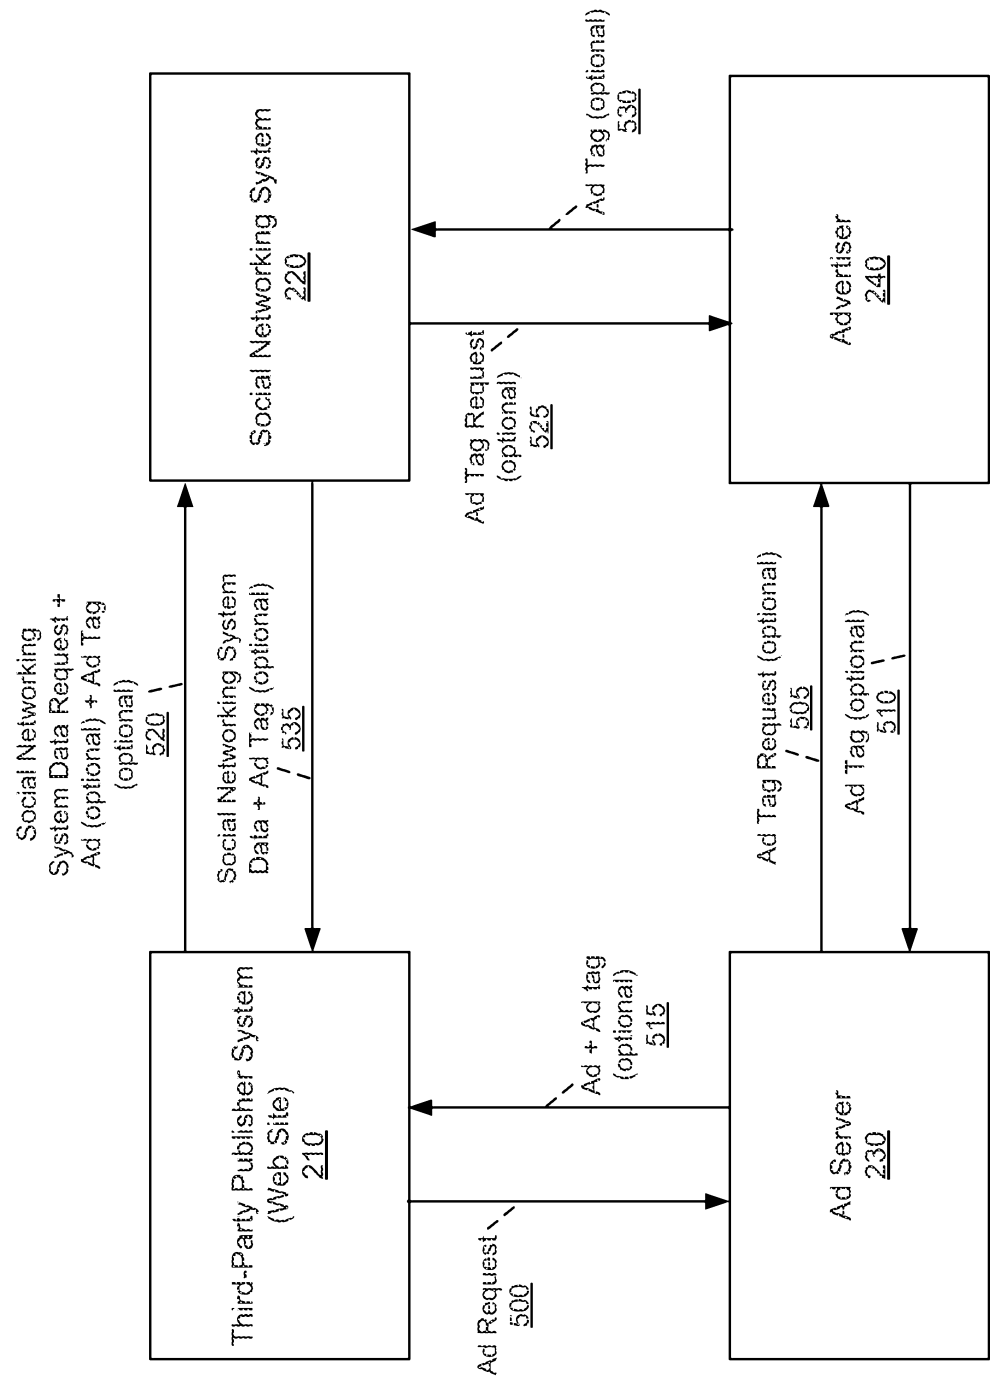 Social Networking
System Data Request +
Ad (optional) + Ad Tag
(optional)
520
Third-Party Publisher System
(Web Site)
210
Social Networking System
220
Social Networking System
Data + Ad Tag (optional)
535
Ad Request
500
Ad + Ad tag
(optional)
515
Ad Tag Request
(optional)
525
Ad Tag (optional)
530
Ad Tag Request (optional)
505
Ad Tag (optional)
510
Ad Server
230
Advertiser
240